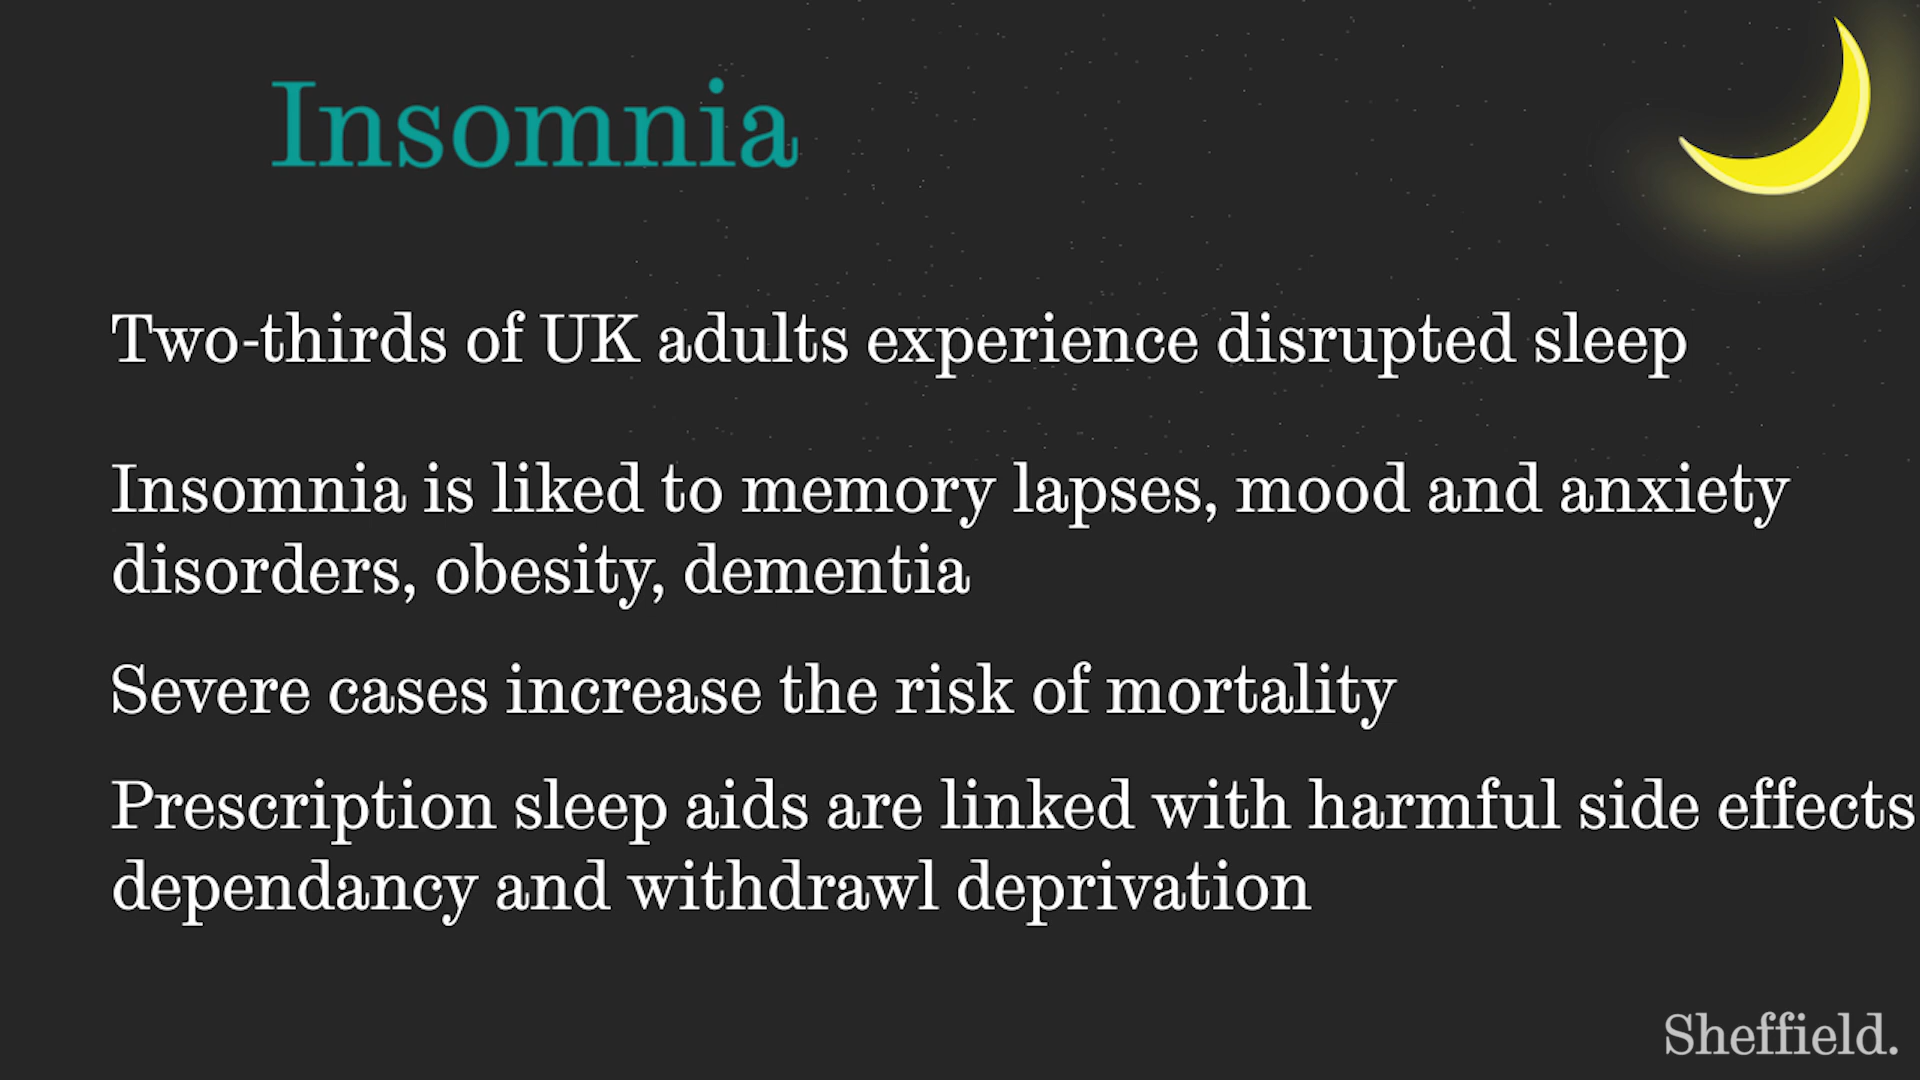 Insomnia
Two-thirds of UK adults experience disrupted sleep
Insomnia is liked to memory lapses, mood and anxiety
disorders, obesity, dementia
Severe cases increase the risk of mortality
Prescription sleep aids are linked with harmful side effects
dependancy and withdrawl deprivation
Sheffield.